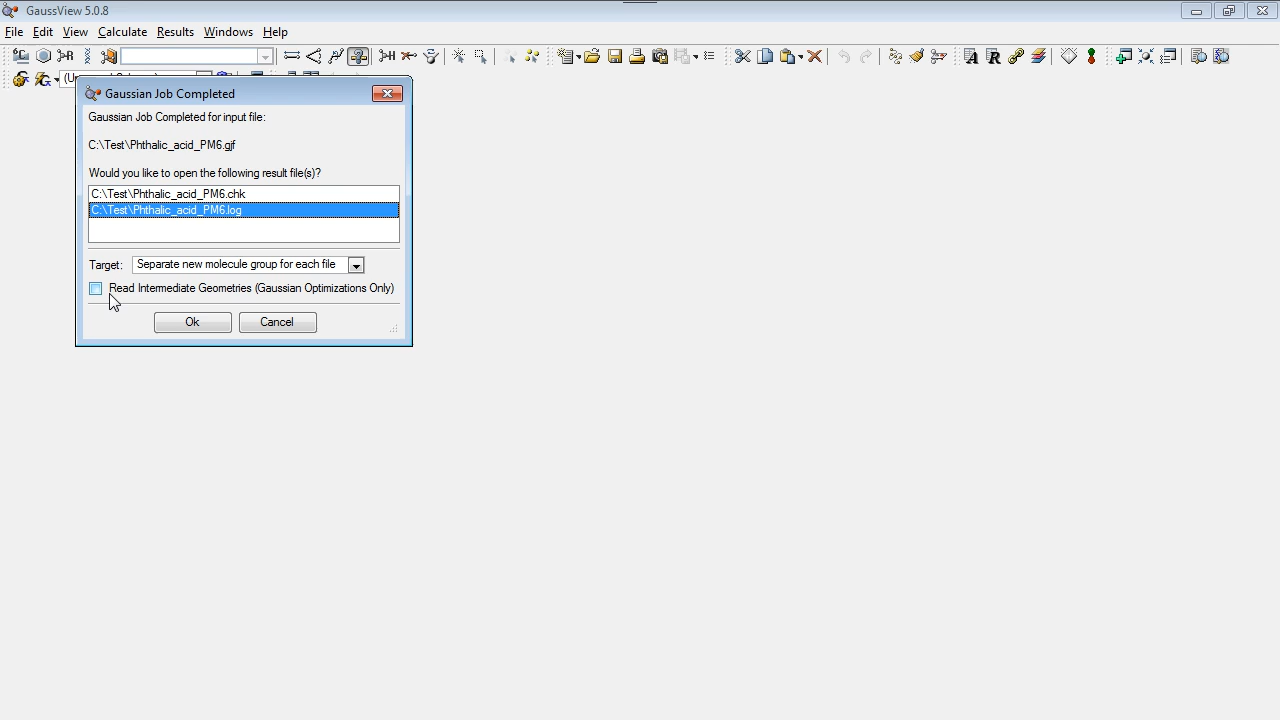 GaussView 5.0.8
File Edit View Calculate Results Windows Help
Gaussian Job Completed
Gaussian Job Completed for input file:
C:\Test\Phthalic_acid_PM6.gjf
Would you like to open the following result file(s)?
C:\Test\Phthalic_acid_PM6.chk
C:\Test\Phthalic_acid_PM6.log
Target: Separate new molecule group for each file
Read Intermediate Geometries (Gaussian Optimizations Only)
Ok Cancel